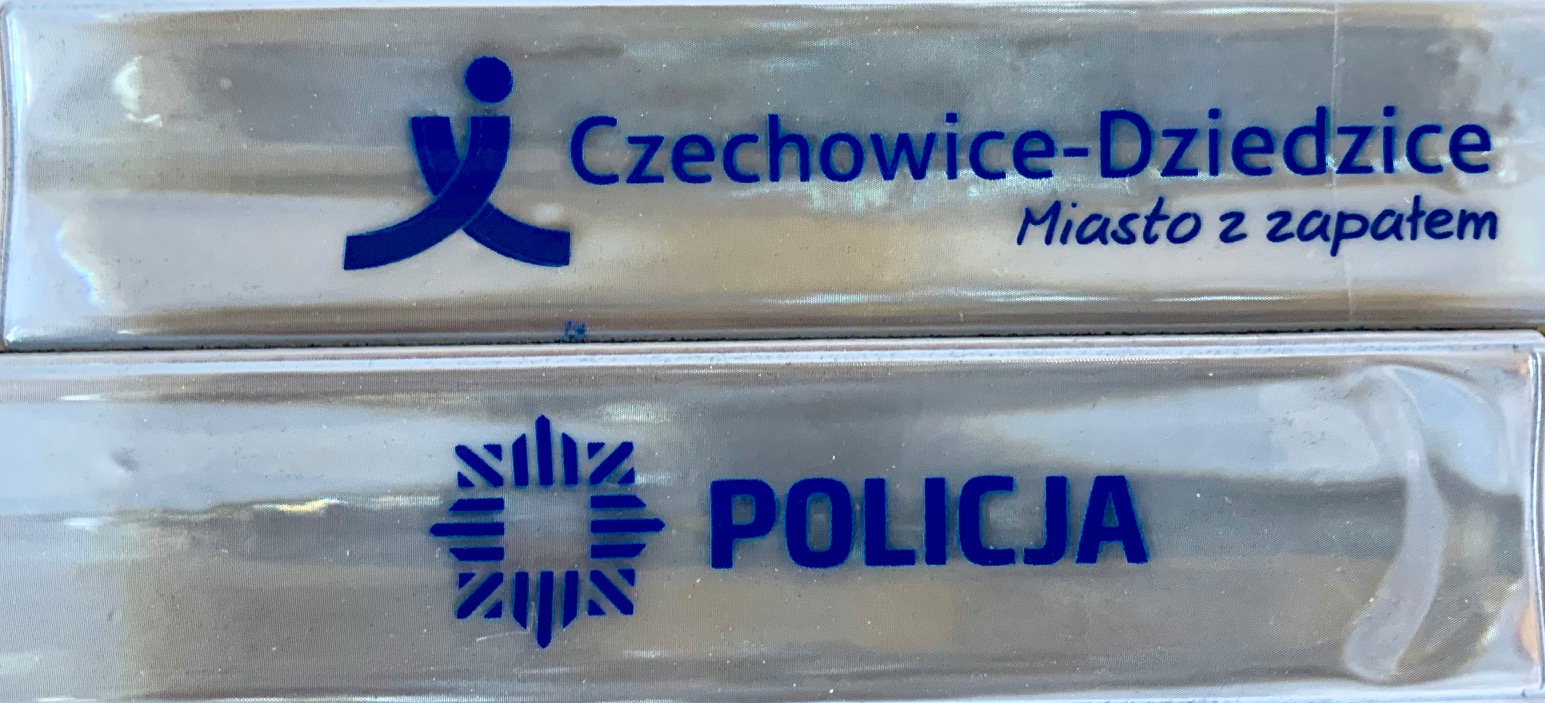 Czechowice-Dziedzice
Miasto z zapałem
POLICJA